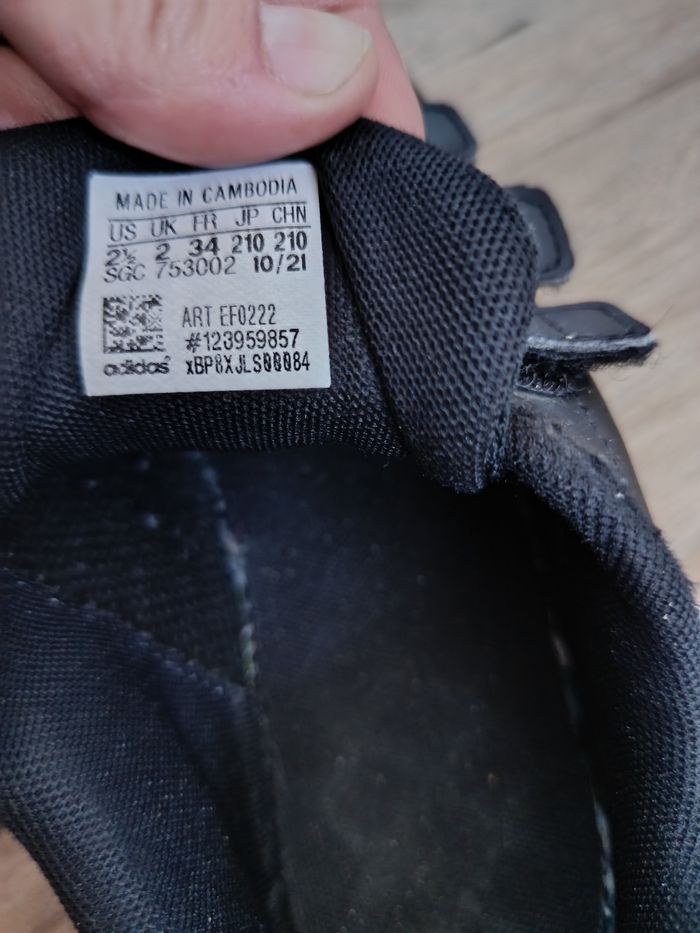 MADE IN CAMBODIA
US UK FR JP CHN
2½ 2 34 210 210
SGC 753002 10/21
ART EF0222
#123959857
adidas xBP8XJLS00084